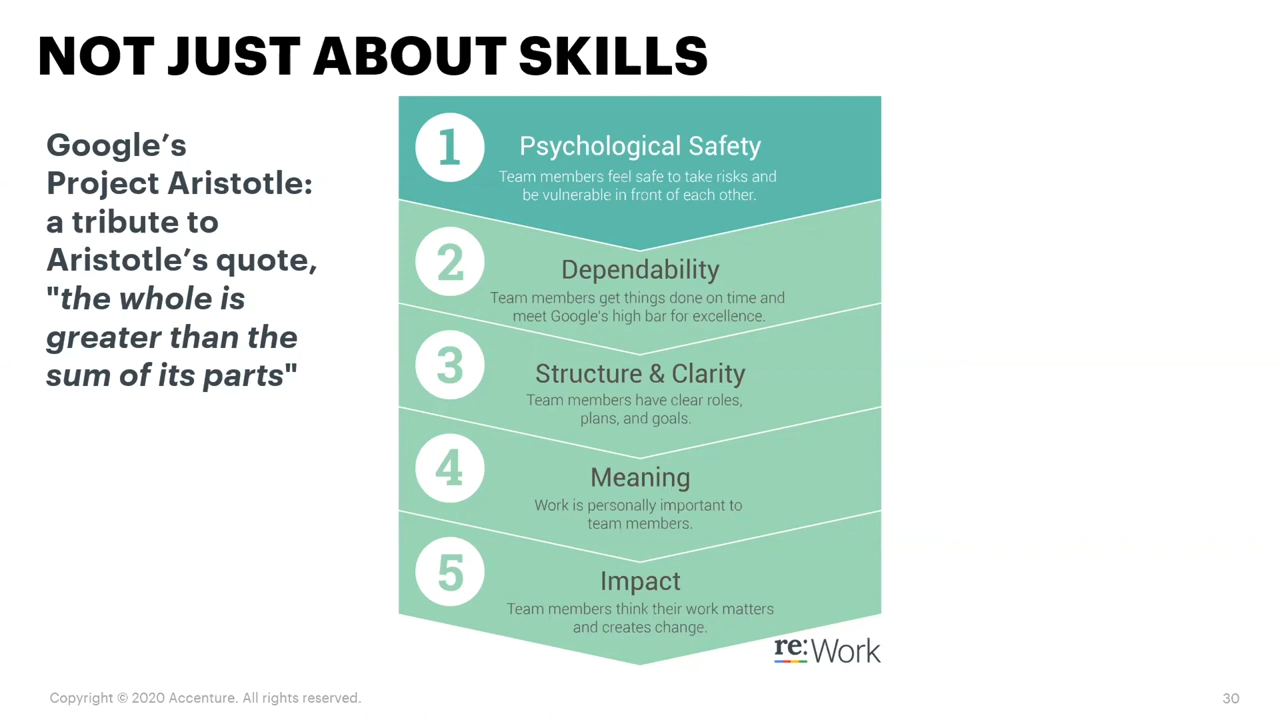 NOT JUST ABOUT SKILLS
Google’s
Project Aristotle:
a tribute to
Aristotle’s quote,
"the whole is
greater than the
sum of its parts"
1
Psychological Safety
Team members feel safe to take risks and
be vulnerable in front of each other.
2
Dependability
Team members get things done on time and
meet Google's high bar for excellence.
3
Structure & Clarity
Team members have clear roles,
plans, and goals.
4
Meaning
Work is personally important to
team members.
5
Impact
Team members think their work matters
and creates change.
re:Work
Copyright © 2020 Accenture. All rights reserved.
30